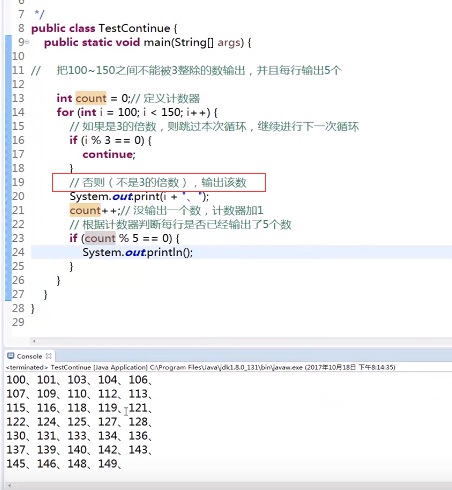 7 */
8 public class TestContinue {
9 public static void main(String[] args) {
10
11 // 把100~150之间不能被3整除的数输出，并且每行输出5个
12
13 int count = 0;// 定义计数器
14 for (int i = 100; i < 150; i++) {
15 // 如果是3的倍数，则跳过本次循环，继续进行下一次循环
16 if (i % 3 == 0) {
17 continue;
18 }
19 // 否则（不是3的倍数），输出该数
20 System.out.print(i + "、");
21 count++;// 没输出一个数，计数器加1
22 // 根据计数器判断每行是否已经输出了5个数
23 if (count % 5 == 0) {
24 System.out.println();
25 }
26 }
27 }
28 }
29
Console
<terminated> TestContinue [Java Application] C:\Program Files\Java\jdk1.8.0_131\bin\javaw.exe (2017年10月18日 下午8:14:35)
100、101、103、104、106、
107、109、110、112、113、
115、116、118、119、121、
122、124、125、127、128、
130、131、133、134、136、
137、139、140、142、143、
145、146、148、149、